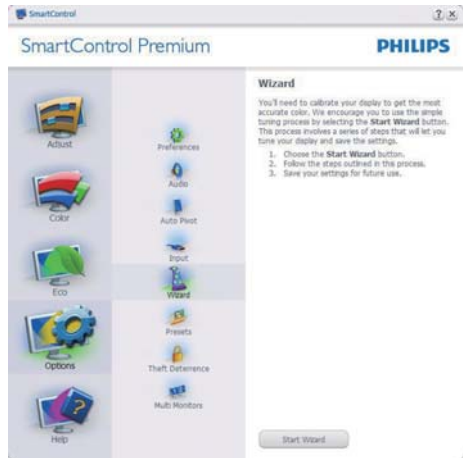 SmartControl
SmartControl Premium
PHILIPS
Adjust
Color
Eco
Options
Help
Preferences
Audio
Auto Pivot
Input
Wizard
Presets
Theft Deterrence
Multi Monitors
Wizard
You'll need to calibrate your display to get the most
accurate color. We encourage you to use the simple
tuning process by selecting the Start Wizard button.
This process involves a series of steps that will let you
tune your display and save the settings.
1. Choose the Start Wizard button.
2. Follow the steps outlined in this process.
3. Save your settings for future use.
Start Wizard